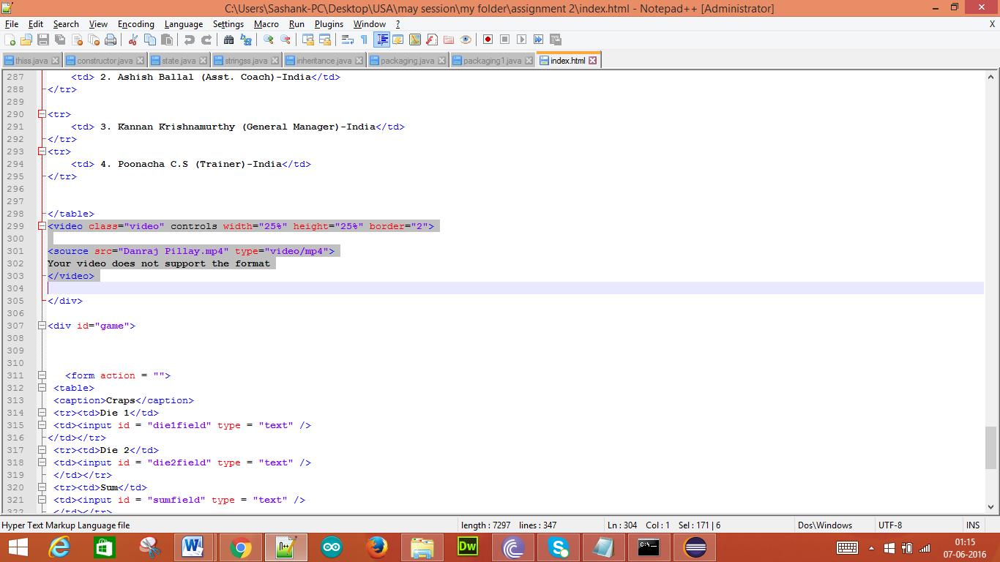 C:\Users\Sashank-PC\Desktop\USA\may session\my folder\assignment 2\index.html - Notepad++ [Administrator]
File Edit Search View Encoding Language Settings Macro Run Plugins Window ? X
thiss.java constructor.java state.java stringss.java inheritance.java packaging.java packaging1.java index.html
287 <td> 2. Ashish Ballal (Asst. Coach)-India</td>
288 </tr>
289
290 <tr>
291 <td> 3. Kannan Krishnamurthy (General Manager)-India</td>
292 </tr>
293 <tr>
294 <td> 4. Poonacha C.S (Trainer)-India</td>
295 </tr>
296
297
298 </table>
299 <video class="video" controls width="25%" height="25%" border="2">
300
301 <source src="Danraj Pillay.mp4" type="video/mp4">
302 Your video does not support the format
303 </video>
304
305 </div>
306
307 <div id="game">
308
309
310
311 <form action = "">
312 <table>
313 <caption>Craps</caption>
314 <tr><td>Die 1</td>
315 <td><input id = "die1field" type = "text" />
316 </td></tr>
317 <tr><td>Die 2</td>
318 <td><input id = "die2field" type = "text" />
319 </td></tr>
320 <tr><td>Sum</td>
321 <td><input id = "sumfield" type = "text" />
322 </td></tr>
Hyper Text Markup Language file length : 7297 lines : 347 Ln : 304 Col : 1 Sel : 171 | 6 Dos\Windows UTF-8 INS
W Dw S C:\
01:15
07-06-2016